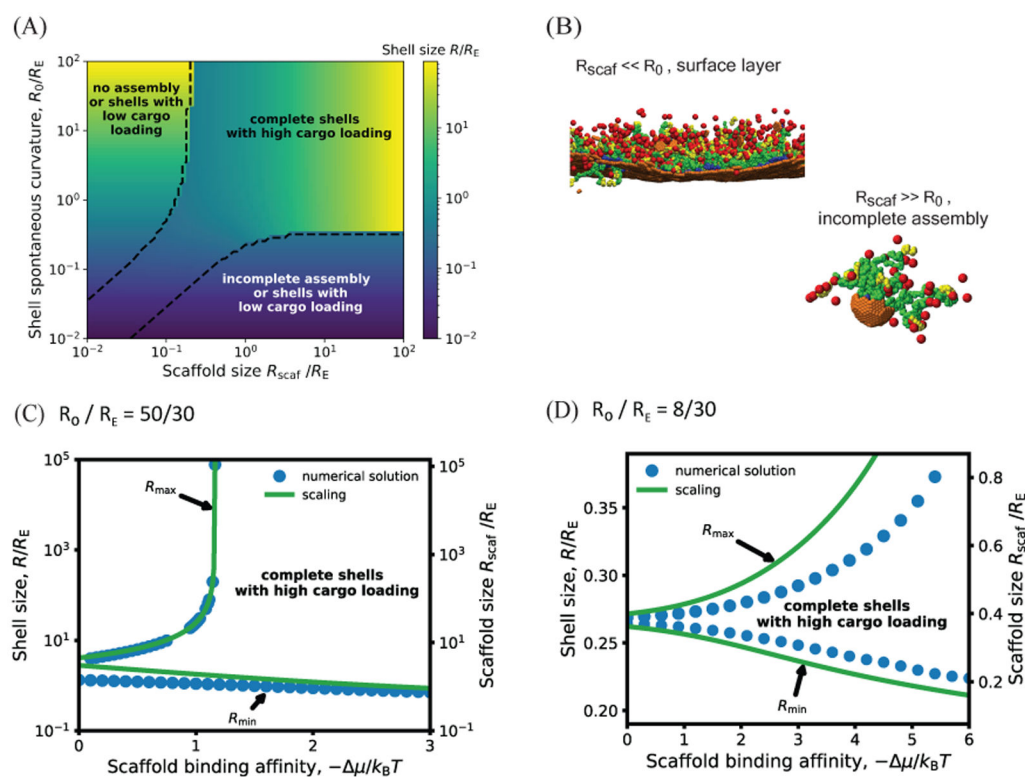 (A)
Shell size R/R_E
Shell spontaneous curvature, R_0/R_E
10^2
10^1
10^0
10^-1
10^-2
no assembly
or shells with
low cargo
loading
complete shells
with high cargo loading
incomplete assembly
or shells with
low cargo loading
10^-2
10^-1
10^0
10^1
10^2
Scaffold size R_scaf /R_E
10^1
10^0
10^-1
10^-2
(B)
R_scaf << R_0 , surface layer
R_scaf >> R_0 ,
incomplete assembly
(C) R_o / R_E = 50/30
Shell size, R/R_E
10^5
10^3
10^1
10^-1
numerical solution
scaling
R_max
complete shells
with high cargo loading
R_min
10^5
10^3
10^1
10^-1
Scaffold size R_scaf /R_E
0 1 2 3
Scaffold binding affinity, −Δμ/k_BT
(D) R_o / R_E = 8/30
Shell size, R/R_E
0.35
0.30
0.25
0.20
numerical solution
scaling
R_max
complete shells
with high cargo loading
R_min
0.8
0.6
0.4
0.2
Scaffold size R_scaf /R_E
0 1 2 3 4 5 6
Scaffold binding affinity, −Δμ/k_BT